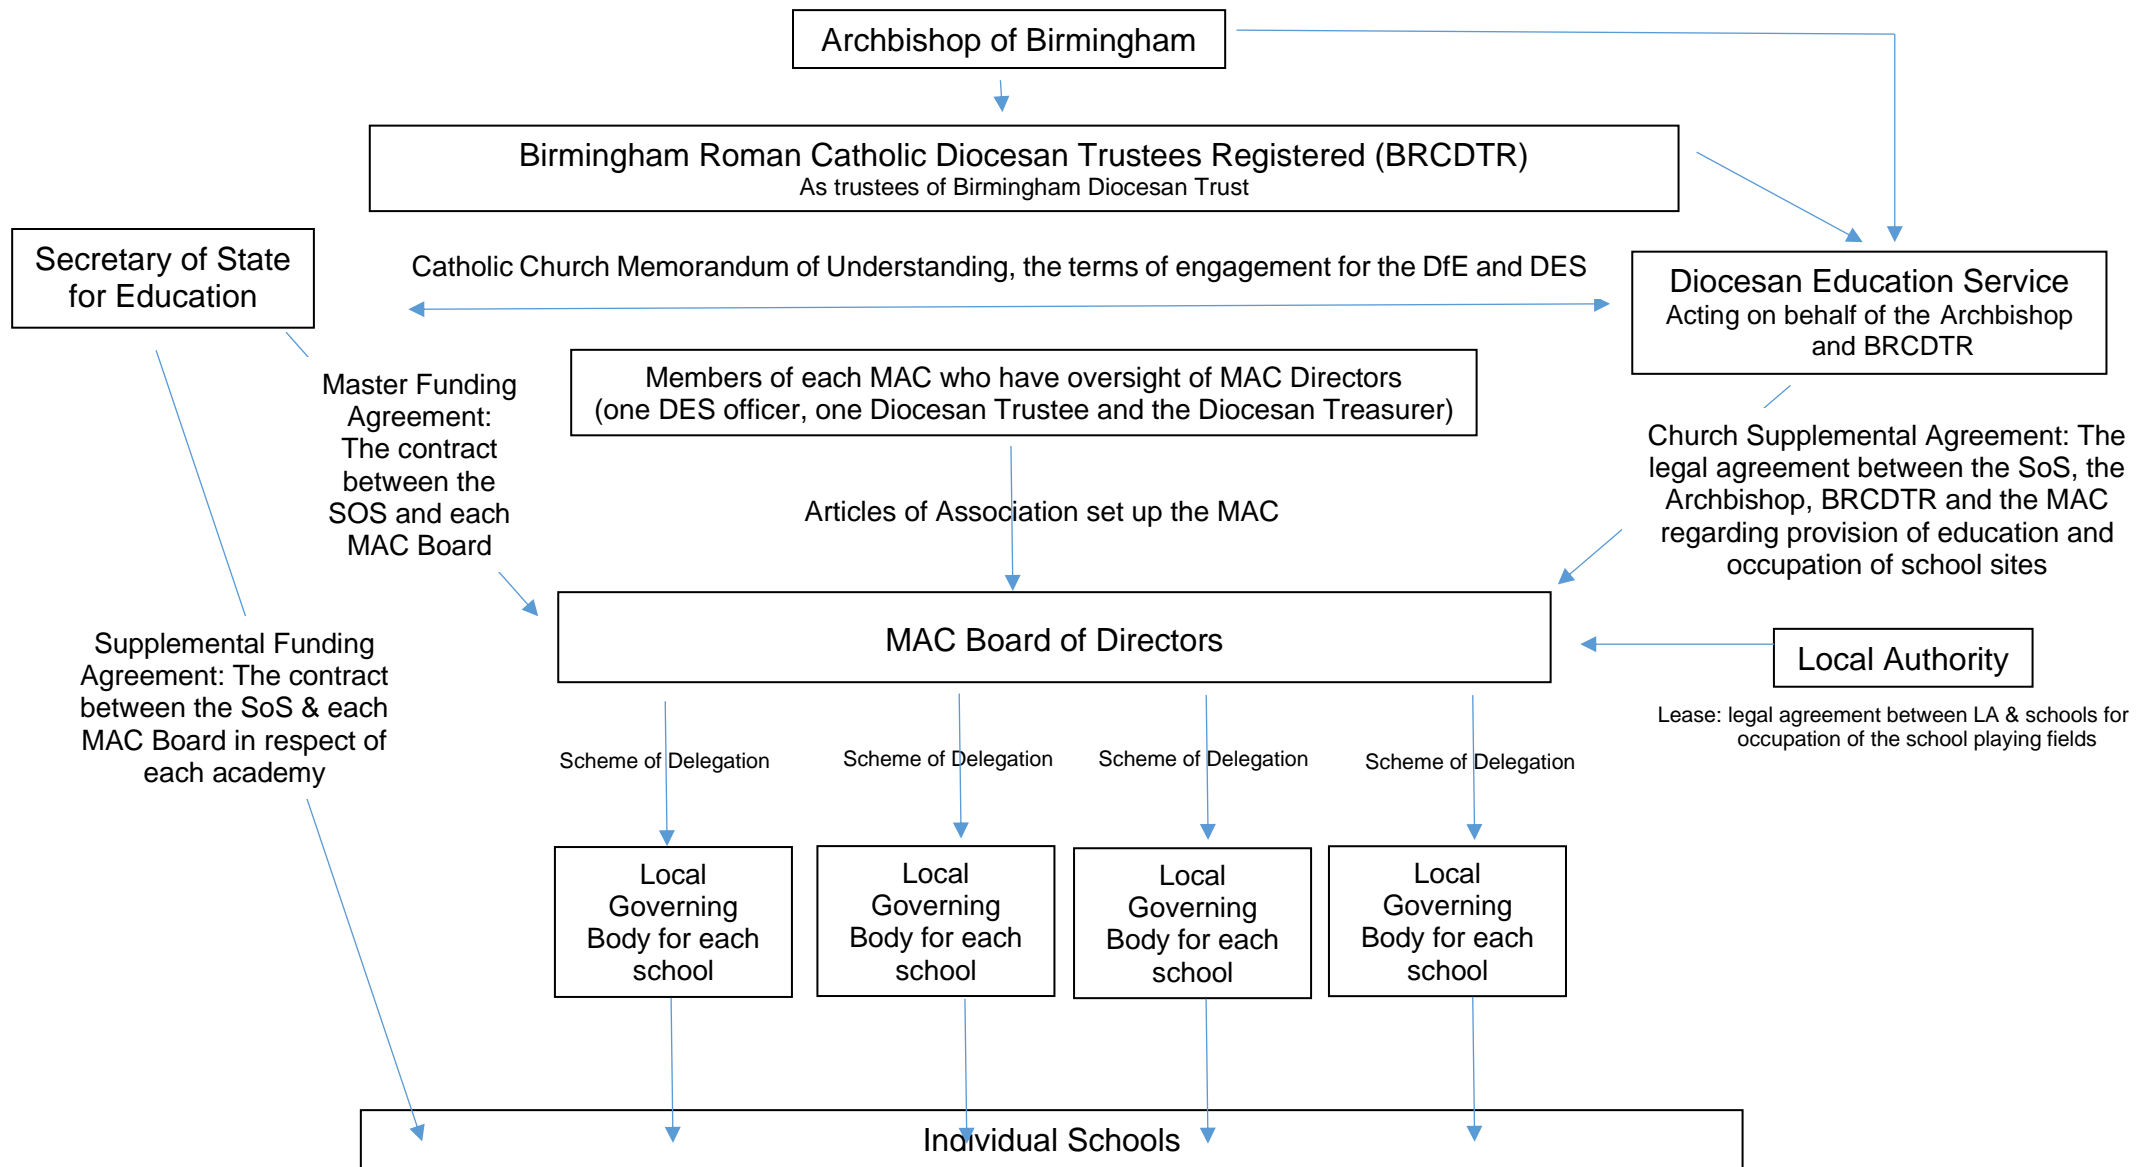 Archbishop of Birmingham
Birmingham Roman Catholic Diocesan Trustees Registered (BRCDTR)
As trustees of Birmingham Diocesan Trust
Secretary of State
for Education
Catholic Church Memorandum of Understanding, the terms of engagement for the DfE and DES
Diocesan Education Service
Acting on behalf of the Archbishop
and BRCDTR
Master Funding
Agreement:
The contract
between the
SOS and each
MAC Board
Members of each MAC who have oversight of MAC Directors
(one DES officer, one Diocesan Trustee and the Diocesan Treasurer)
Church Supplemental Agreement: The
legal agreement between the SoS, the
Archbishop, BRCDTR and the MAC
regarding provision of education and
occupation of school sites
Articles of Association set up the MAC
MAC Board of Directors
Supplemental Funding
Agreement: The contract
between the SoS & each
MAC Board in respect of
each academy
Local Authority
Lease: legal agreement between LA & schools for
occupation of the school playing fields
Scheme of Delegation
Scheme of Delegation
Scheme of Delegation
Scheme of Delegation
Local
Governing
Body for each
school
Local
Governing
Body for each
school
Local
Governing
Body for each
school
Local
Governing
Body for each
school
Individual Schools